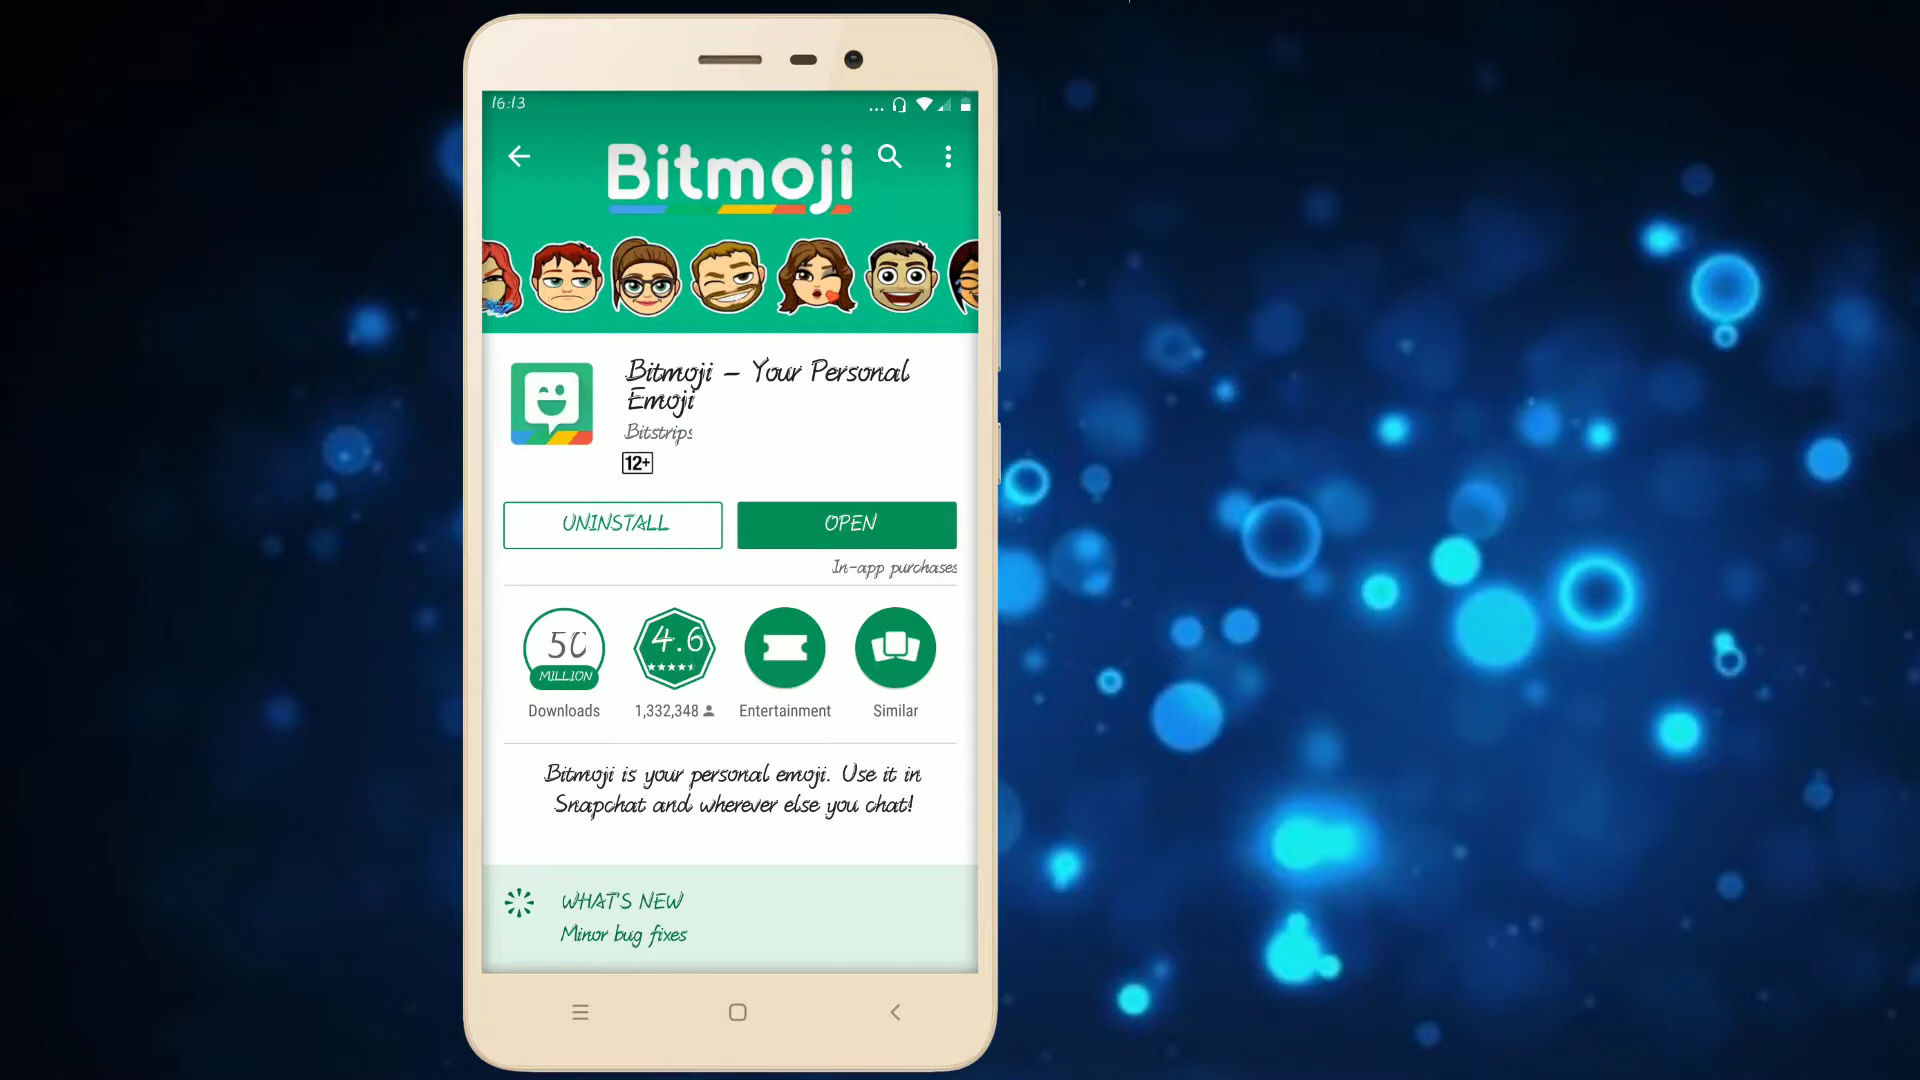 16:13
Bitmoji
Bitmoji – Your Personal
Emoji
Bitstrips
12+
UNINSTALL
OPEN
In-app purchases
50
MILLION
4.6
Downloads
1,332,348
Entertainment
Similar
Bitmoji is your personal emoji. Use it in
Snapchat and wherever else you chat!
WHAT'S NEW
Minor bug fixes